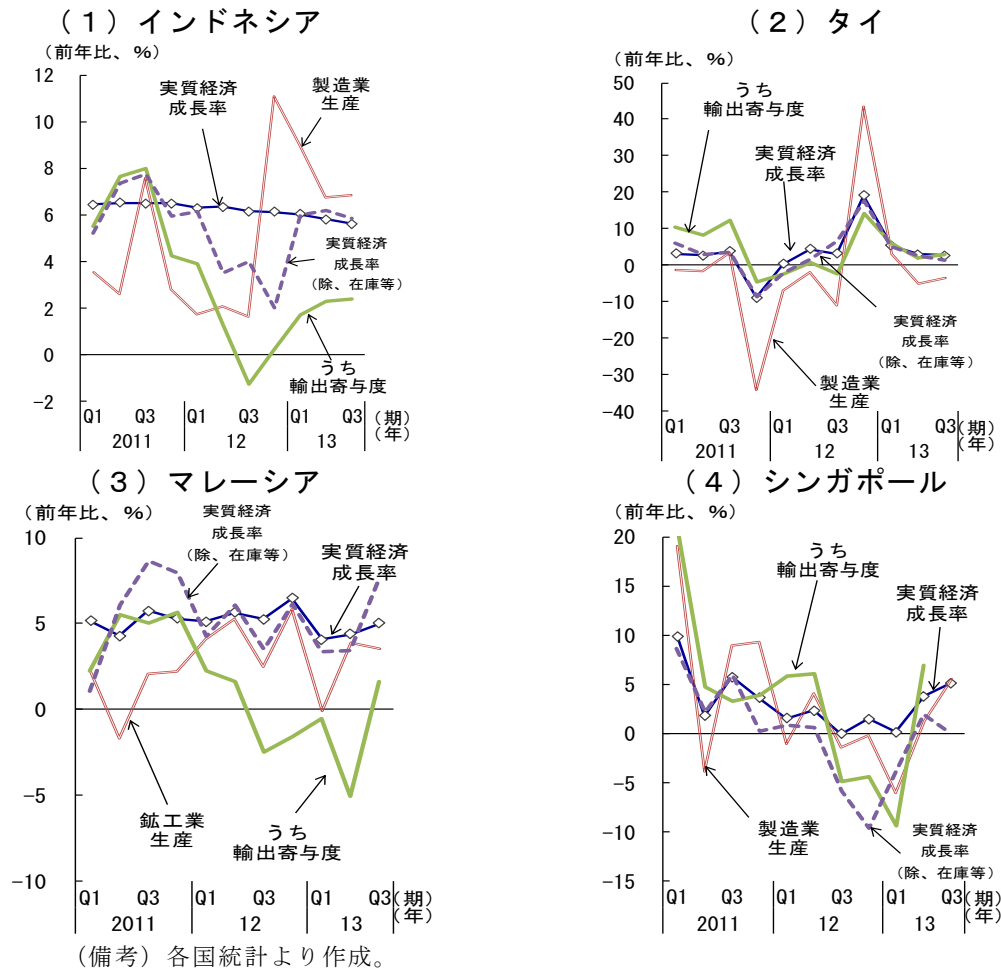 （１）インドネシア
（前年比、％）
12
10
8
6
4
2
0
−2
実質経済
成長率
製造業
生産
実質経済
成長率
（除、在庫等）
うち
輸出寄与度
Q1 Q3 Q1 Q3 Q1 Q3 （期）
2011 12 13 （年）
（２）タイ
（前年比、％）
50
40
30
20
10
0
−10
−20
−30
−40
うち
輸出寄与度
実質経済
成長率
実質経済
成長率
（除、在庫等）
製造業
生産
Q1 Q3 Q1 Q3 Q1 Q3 （期）
2011 12 13 （年）
（３）マレーシア
（前年比、％）
10
5
0
−5
−10
実質経済
成長率
（除、在庫等）
実質経済
成長率
鉱工業
生産
うち
輸出寄与度
Q1 Q3 Q1 Q3 Q1 Q3 （期）
2011 12 13 （年）
（４）シンガポール
（前年比、％）
20
15
10
5
0
−5
−10
−15
うち
輸出寄与度
実質経済
成長率
製造業
生産
実質経済
成長率
（除、在庫等）
Q1 Q3 Q1 Q3 Q1 Q3 （期）
2011 12 13 （年）
（備考）各国統計より作成。